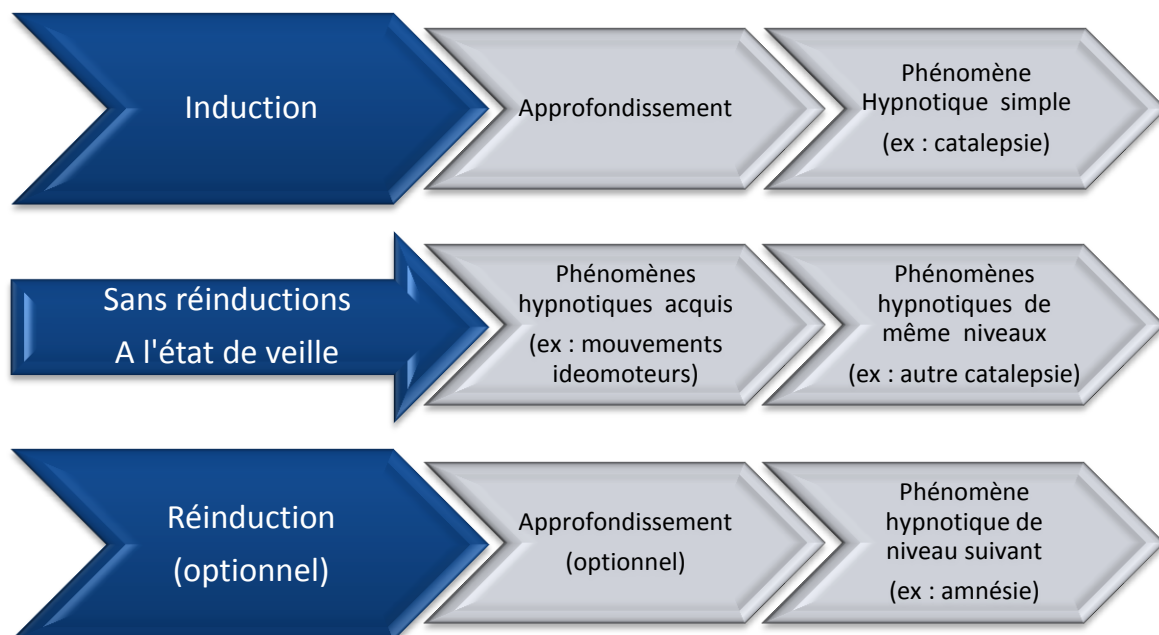 Induction
Approfondissement
Phénomène
Hypnotique simple
(ex : catalepsie)
Sans réinductions
A l'état de veille
Phénomènes
hypnotiques acquis
(ex : mouvements
ideomoteurs)
Phénomènes
hypnotiques de
même niveaux
(ex : autre catalepsie)
Réinduction
(optionnel)
Approfondissement
(optionnel)
Phénomène
hypnotique de
niveau suivant
(ex : amnésie)